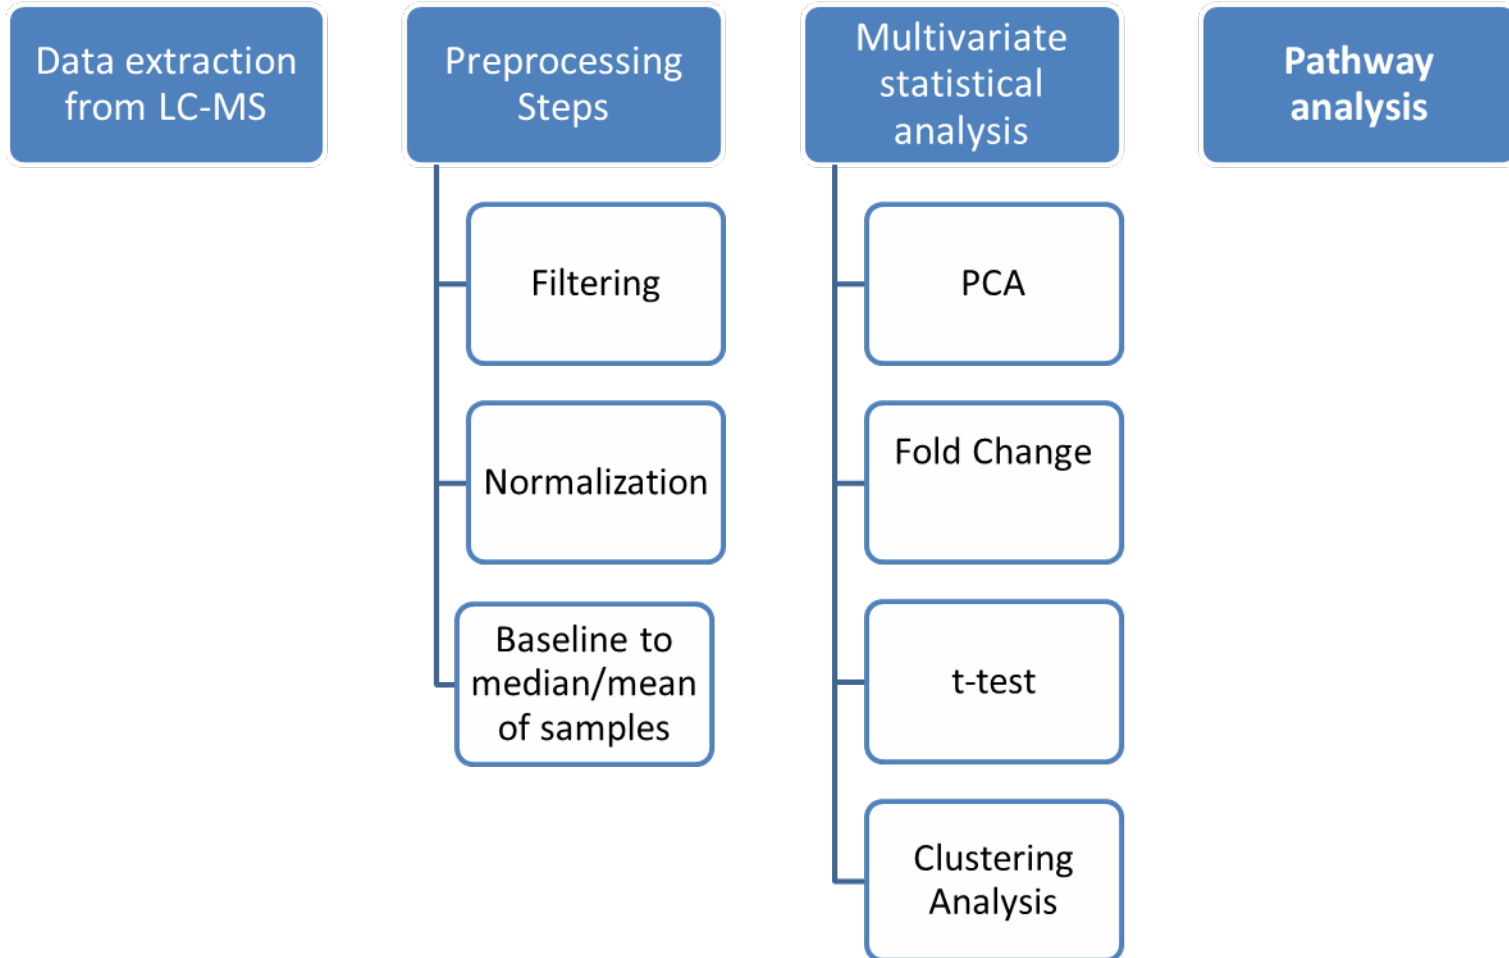 Data extraction
from LC-MS
Preprocessing
Steps
Filtering
Normalization
Baseline to
median/mean
of samples
Multivariate
statistical
analysis
PCA
Fold Change
t-test
Clustering
Analysis
Pathway
analysis